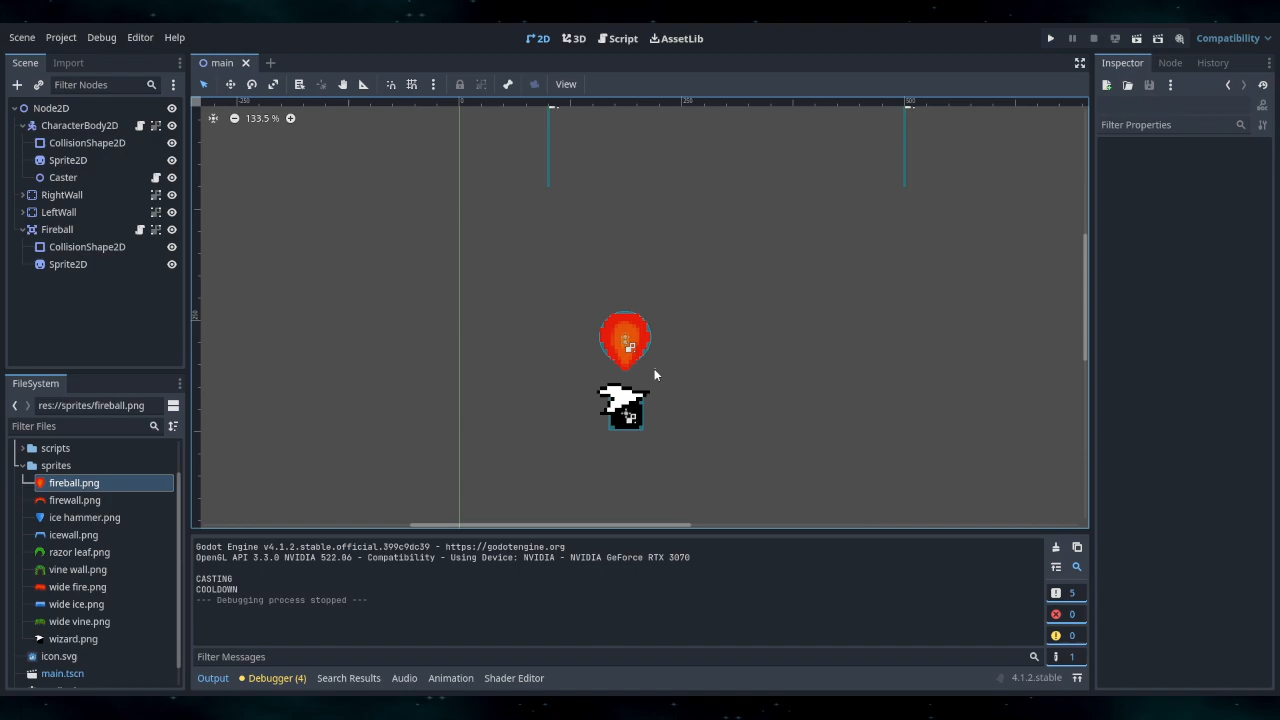 Scene Project Debug Editor Help
2D 3D Script AssetLib
Compatibility
Scene Import
main
Inspector Node History
Filter Nodes
View
Node2D
CharacterBody2D
CollisionShape2D
Sprite2D
Caster
RightWall
LeftWall
Fireball
CollisionShape2D
Sprite2D
-250 0 250 500
133.5 %
250
Filter Properties
FileSystem
res://sprites/fireball.png
Filter Files
scripts
sprites
fireball.png
firewall.png
ice hammer.png
icewall.png
razor leaf.png
vine wall.png
wide fire.png
wide ice.png
wide vine.png
wizard.png
icon.svg
main.tscn
Godot Engine v4.1.2.stable.official.399c9dc39 - https://godotengine.org
OpenGL API 3.3.0 NVIDIA 522.06 - Compatibility - Using Device: NVIDIA - NVIDIA GeForce RTX 3070
CASTING
COOLDOWN
--- Debugging process stopped ---
5
0
0
1
Filter Messages
Output Debugger (4) Search Results Audio Animation Shader Editor
4.1.2.stable